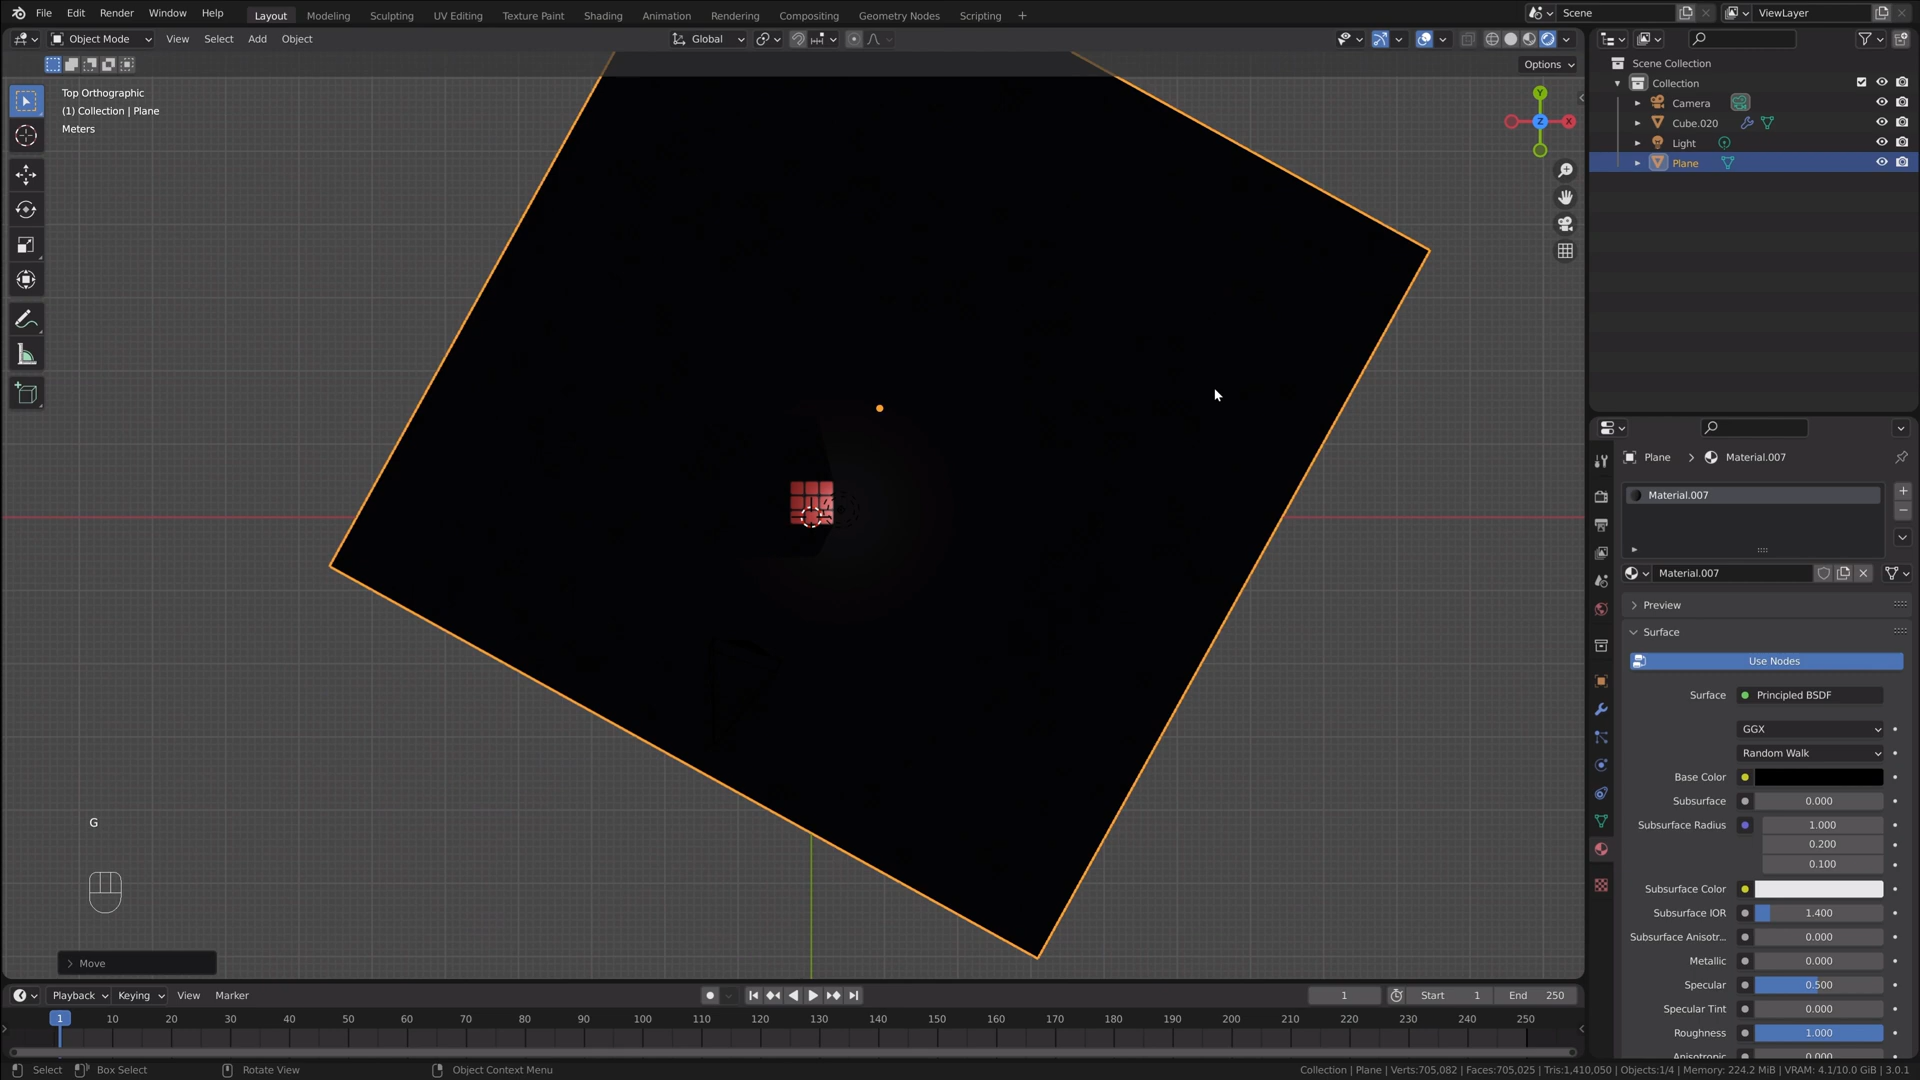 File Edit Render Window Help Layout Modeling Sculpting UV Editing Texture Paint Shading Animation Rendering Compositing Geometry Nodes Scripting + Scene ViewLayer
Object Mode View Select Add Object Global
Options
Top Orthographic
(1) Collection | Plane
Meters
Y
Z X
Scene Collection
Collection
Camera
Cube.020
Light
Plane
Plane > Material.007
Material.007
Material.007
Preview
Surface
Use Nodes
Surface Principled BSDF
GGX
Random Walk
Base Color
Subsurface 0.000
Subsurface Radius 1.000
0.200
0.100
Subsurface Color
Subsurface IOR 1.400
Subsurface Anisotr... 0.000
Metallic 0.000
Specular 0.500
Specular Tint 0.000
Roughness 1.000
Anisotropic 0.000
G
Move
Playback Keying View Marker 1 Start 1 End 250
1 10 20 30 40 50 60 70 80 90 100 110 120 130 140 150 160 170 180 190 200 210 220 230 240 250
Select Box Select Rotate View Object Context Menu Collection | Plane | Verts:705,082 | Faces:705,025 | Tris:1,410,050 | Objects:1/4 | Memory: 224.2 MiB | VRAM: 4.1/10.0 GiB | 3.0.1